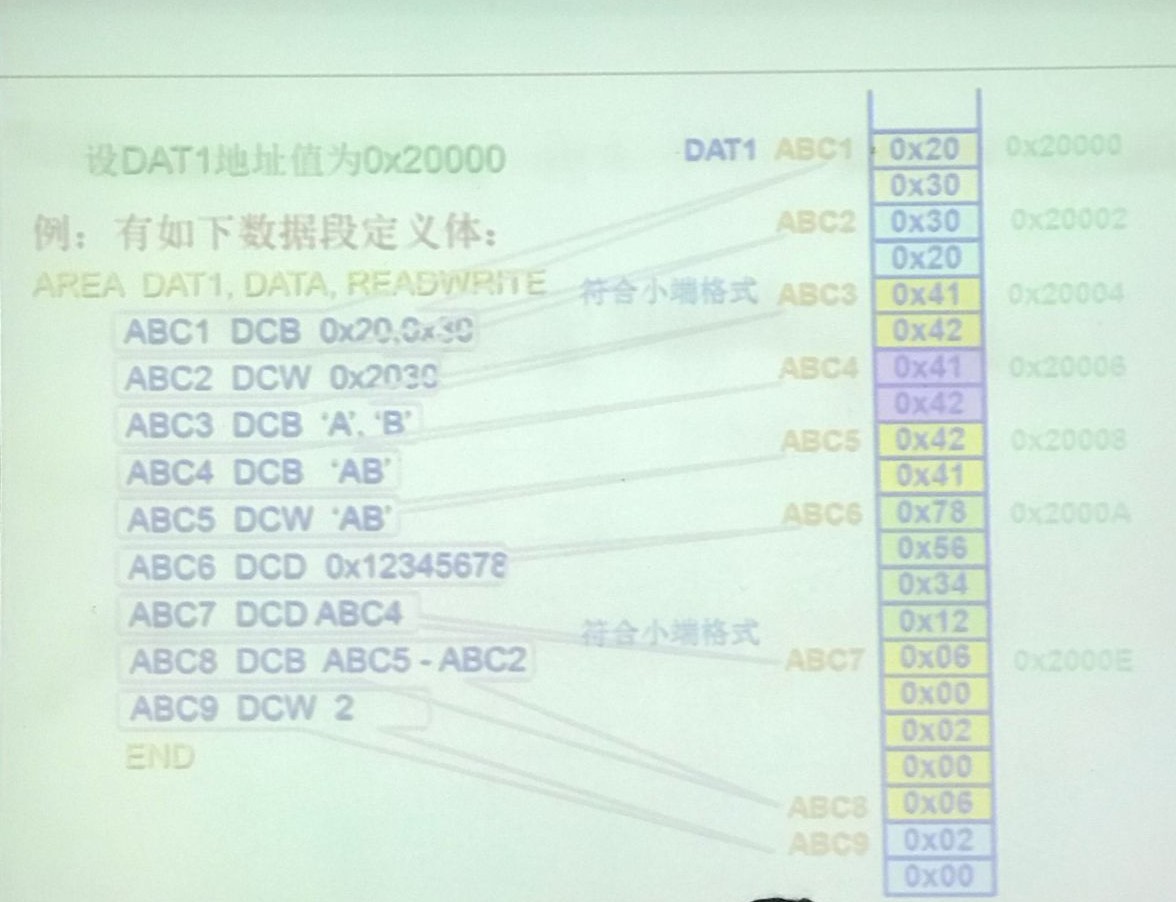 设DAT1地址值为0x20000
例：有如下数据段定义体：
AREA DAT1, DATA, READWRITE
ABC1 DCB 0x20,0x30
ABC2 DCW 0x2030
ABC3 DCB ‘A’, ‘B’
ABC4 DCB ‘AB’
ABC5 DCW ‘AB’
ABC6 DCD 0x12345678
ABC7 DCD ABC4
ABC8 DCB ABC5 - ABC2
ABC9 DCW 2
END
DAT1 ABC1 0x20 0x20000
0x30
ABC2 0x30 0x20002
0x20
符合小端格式 ABC3 0x41 0x20004
0x42
ABC4 0x41 0x20006
0x42
ABC5 0x42 0x20008
0x41
ABC6 0x78 0x2000A
0x56
0x34
0x12
符合小端格式
ABC7 0x06 0x2000E
0x00
0x02
0x00
ABC8 0x06
ABC9 0x02
0x00